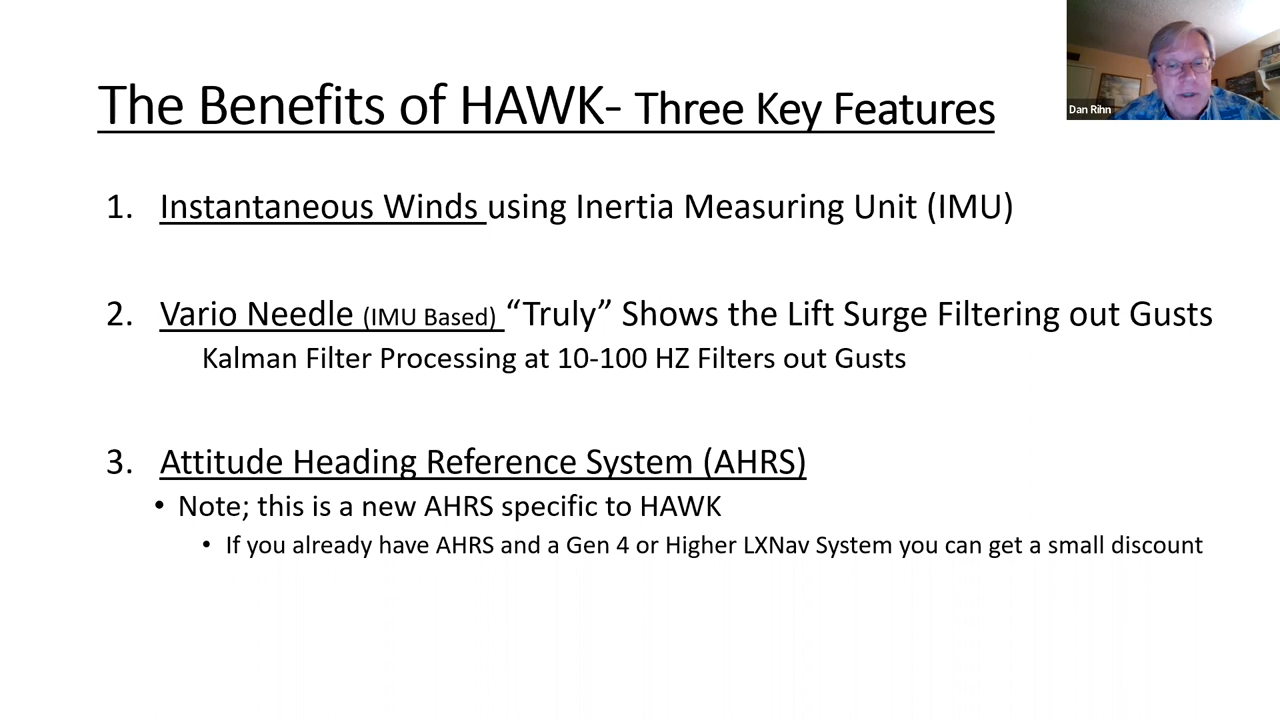 The Benefits of HAWK- Three Key Features
Dan Rihn
1. Instantaneous Winds using Inertia Measuring Unit (IMU)
2. Vario Needle (IMU Based) “Truly” Shows the Lift Surge Filtering out Gusts
Kalman Filter Processing at 10-100 HZ Filters out Gusts
3. Attitude Heading Reference System (AHRS)
• Note; this is a new AHRS specific to HAWK
• If you already have AHRS and a Gen 4 or Higher LXNav System you can get a small discount